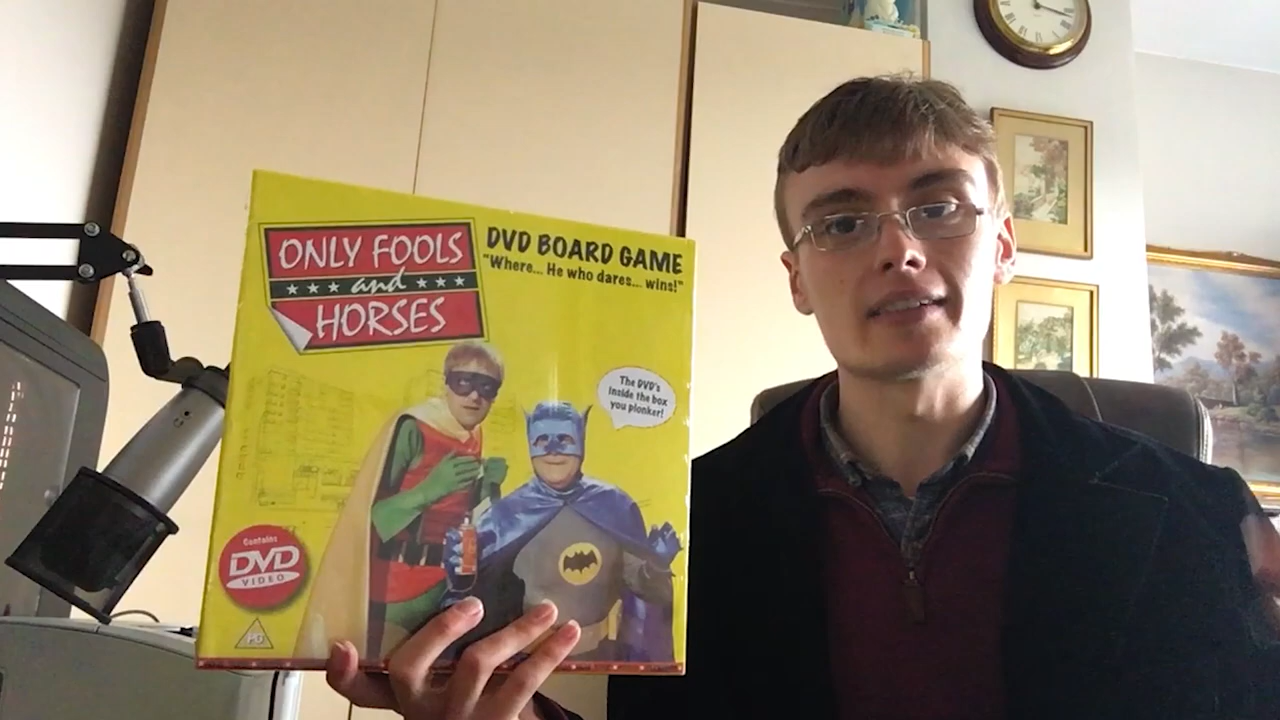 ONLY FOOLS
and
HORSES
DVD BOARD GAME
"Where... He who dares... wins!"
The DVD's
inside the box
you plonker!
Contains
DVD
VIDEO
PG